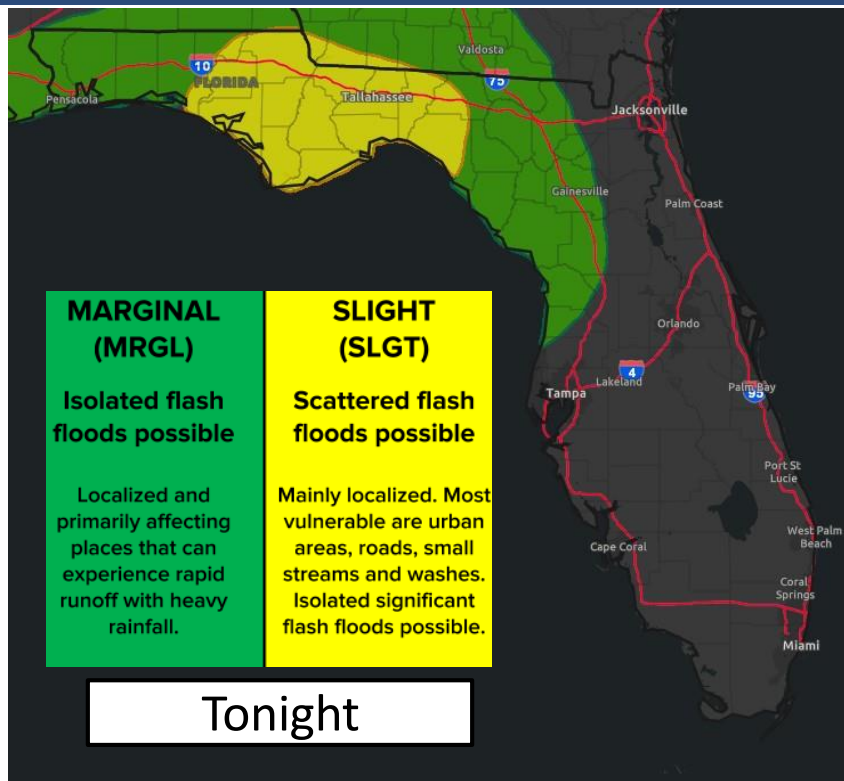 Valdosta
10
FLORIDA
75
Pensacola
Tallahassee
Jacksonville
Gainesville
Palm Coast
MARGINAL
(MRGL)
Isolated flash
floods possible
Localized and
primarily affecting
places that can
experience rapid
runoff with heavy
rainfall.
SLIGHT
(SLGT)
Scattered flash
floods possible
Mainly localized. Most
vulnerable are urban
areas, roads, small
streams and washes.
Isolated significant
flash floods possible.
Orlando
4
Lakeland
Tampa
Palm Bay
95
Port St
Lucie
West Palm
Beach
Cape Coral
Coral
Springs
Miami
Tonight